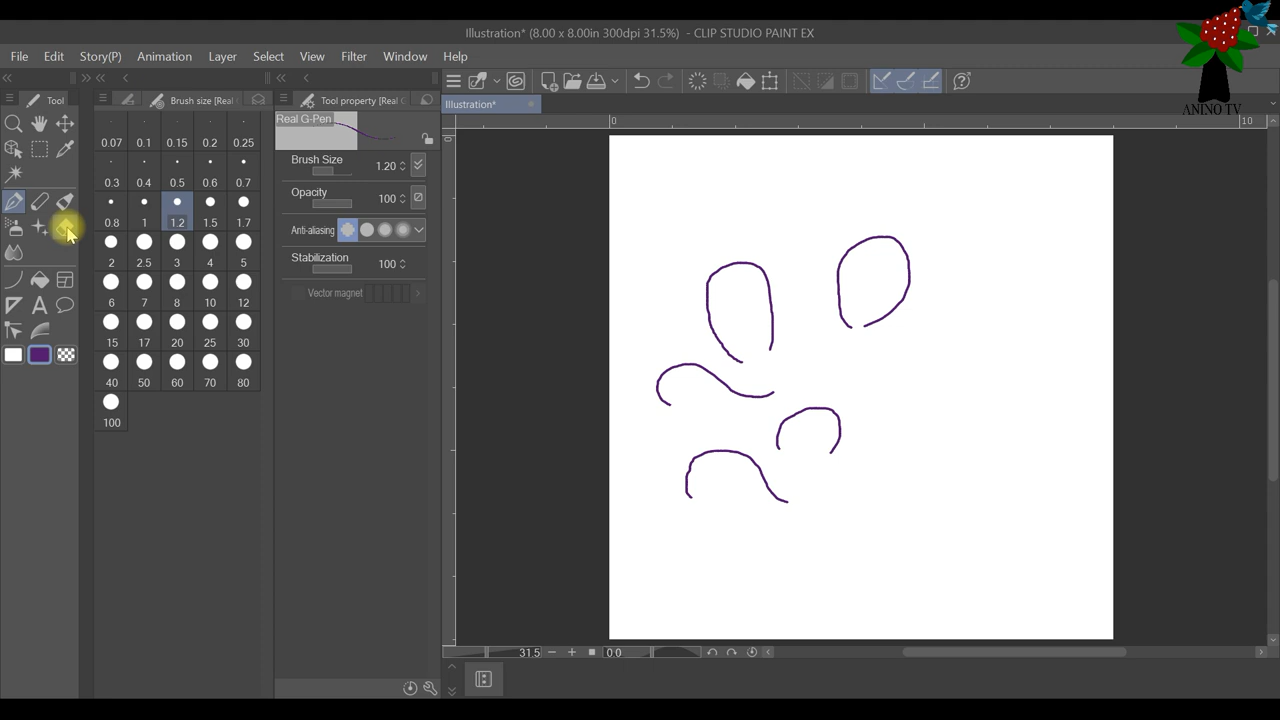 Illustration* (8.00 x 8.00in 300dpi 31.5%) - CLIP STUDIO PAINT EX
File Edit Story(P) Animation Layer Select View Filter Window Help
ANINO TV
Tool
Brush size [Real
Tool property [Real G
Illustration*
0 10
0
Real G-Pen
0.07 0.1 0.15 0.2 0.25
0.3 0.4 0.5 0.6 0.7
0.8 1 1.2 1.5 1.7
2 2.5 3 4 5
6 7 8 10 12
15 17 20 25 30
40 50 60 70 80
100
Brush Size 1.20
Opacity 100
Anti-aliasing
Stabilization 100
Vector magnet
31.5 0.0